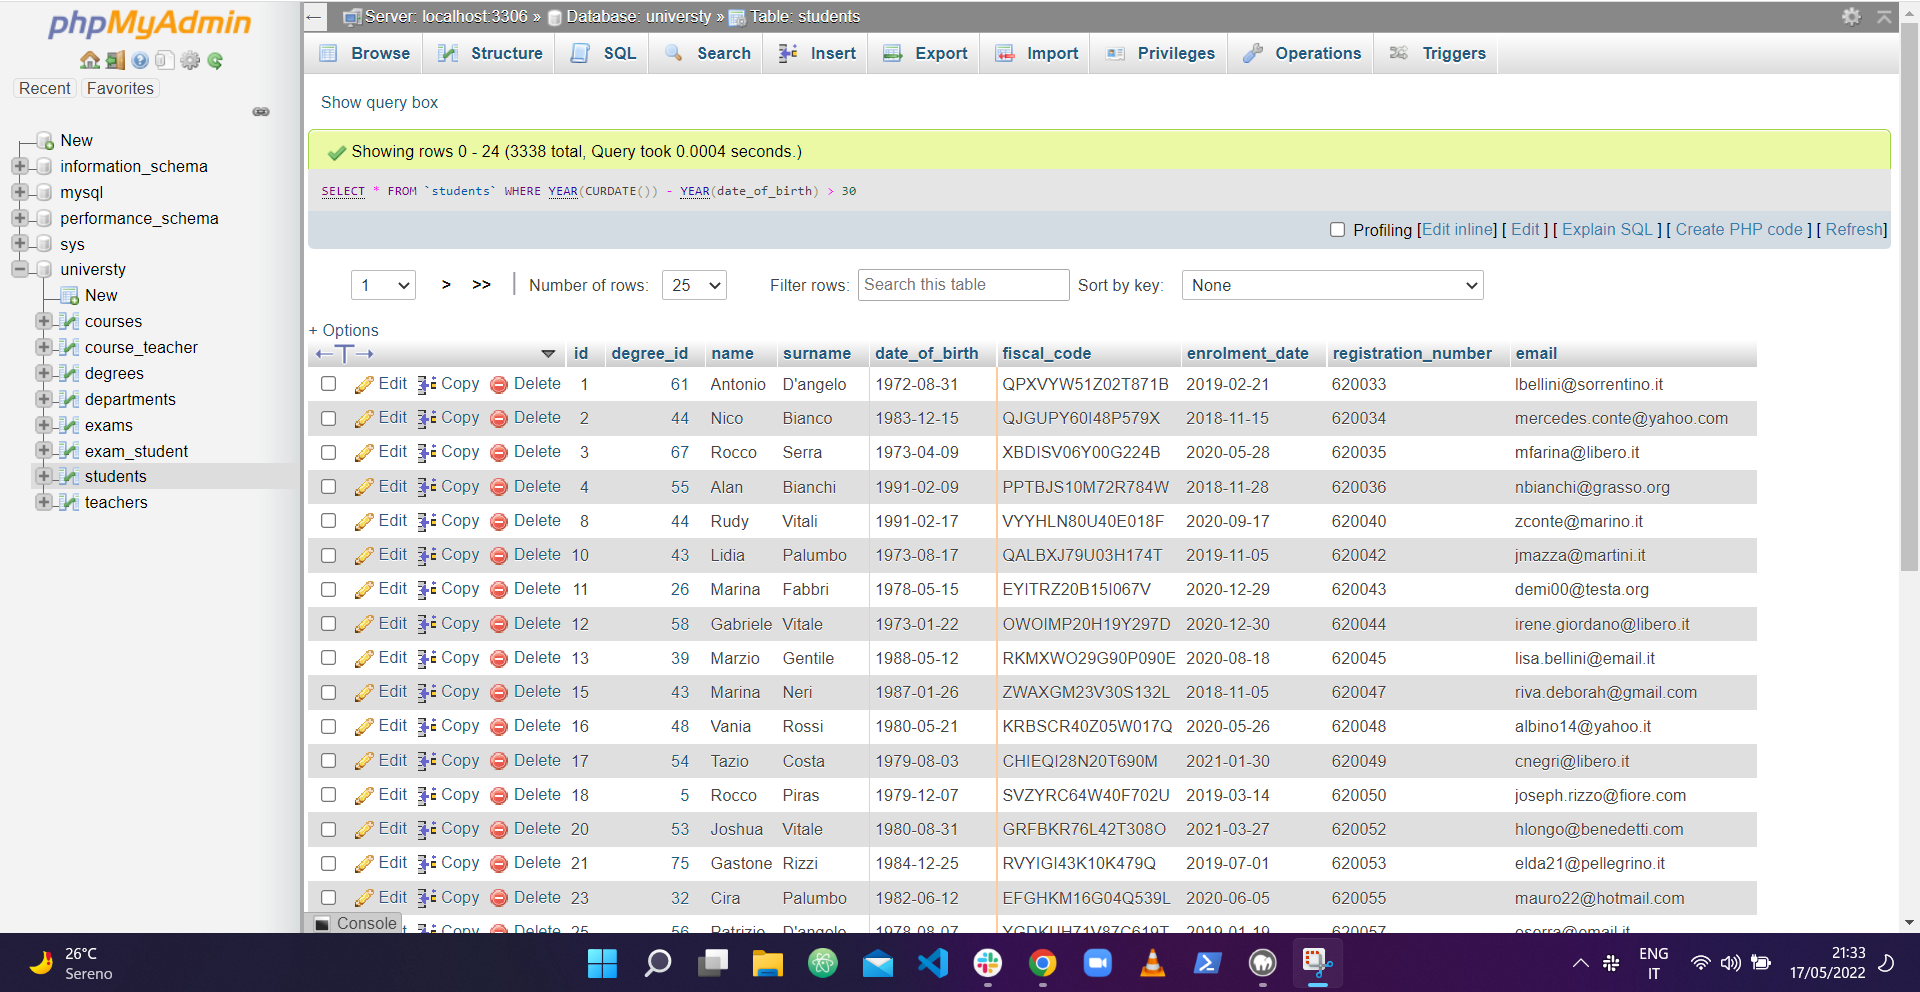 phpMyAdmin
Recent Favorites
New
information_schema
mysql
performance_schema
sys
universty
New
courses
course_teacher
degrees
departments
exams
exam_student
students
teachers
Server: localhost:3306 » Database: universty » Table: students
Browse Structure SQL Search Insert Export Import Privileges Operations Triggers
Show query box
Showing rows 0 - 24 (3338 total, Query took 0.0004 seconds.)
SELECT * FROM `students` WHERE YEAR(CURDATE()) - YEAR(date_of_birth) > 30
Profiling [Edit inline] [ Edit ] [ Explain SQL ] [ Create PHP code ] [ Refresh]
1 > >> | Number of rows: 25 Filter rows: Search this table Sort by key: None
+ Options
←T→ id degree_id name surname date_of_birth fiscal_code enrolment_date registration_number email
Edit Copy Delete 1 61 Antonio D'angelo 1972-08-31 QPXVYW51Z02T871B 2019-02-21 620033 lbellini@sorrentino.it
Edit Copy Delete 2 44 Nico Bianco 1983-12-15 QJGUPY60I48P579X 2018-11-15 620034 mercedes.conte@yahoo.com
Edit Copy Delete 3 67 Rocco Serra 1973-04-09 XBDISV06Y00G224B 2020-05-28 620035 mfarina@libero.it
Edit Copy Delete 4 55 Alan Bianchi 1991-02-09 PPTBJS10M72R784W 2018-11-28 620036 nbianchi@grasso.org
Edit Copy Delete 8 44 Rudy Vitali 1991-02-17 VYYHLN80U40E018F 2020-09-17 620040 zconte@marino.it
Edit Copy Delete 10 43 Lidia Palumbo 1973-08-17 QALBXJ79U03H174T 2019-11-05 620042 jmazza@martini.it
Edit Copy Delete 11 26 Marina Fabbri 1978-05-15 EYITRZ20B15I067V 2020-12-29 620043 demi00@testa.org
Edit Copy Delete 12 58 Gabriele Vitale 1973-01-22 OWOIMP20H19Y297D 2020-12-30 620044 irene.giordano@libero.it
Edit Copy Delete 13 39 Marzio Gentile 1988-05-12 RKMXWO29G90P090E 2020-08-18 620045 lisa.bellini@email.it
Edit Copy Delete 15 43 Marina Neri 1987-01-26 ZWAXGM23V30S132L 2018-11-05 620047 riva.deborah@gmail.com
Edit Copy Delete 16 48 Vania Rossi 1980-05-21 KRBSCR40Z05W017Q 2020-05-26 620048 albino14@yahoo.it
Edit Copy Delete 17 54 Tazio Costa 1979-08-03 CHIEQI28N20T690M 2021-01-30 620049 cnegri@libero.it
Edit Copy Delete 18 5 Rocco Piras 1979-12-07 SVZYRC64W40F702U 2019-03-14 620050 joseph.rizzo@fiore.com
Edit Copy Delete 20 53 Joshua Vitale 1980-08-31 GRFBKR76L42T308O 2021-03-27 620052 hlongo@benedetti.com
Edit Copy Delete 21 75 Gastone Rizzi 1984-12-25 RVYIGI43K10K479Q 2019-07-01 620053 elda21@pellegrino.it
Edit Copy Delete 23 32 Cira Palumbo 1982-06-12 EFGHKM16G04Q539L 2020-06-05 620055 mauro22@hotmail.com
Copy Delete 25 56 Patrizio D'angelo 1978-08-07 2019-01-19 620057
Console
26°C
Sereno
ENG
IT
21:33
17/05/2022